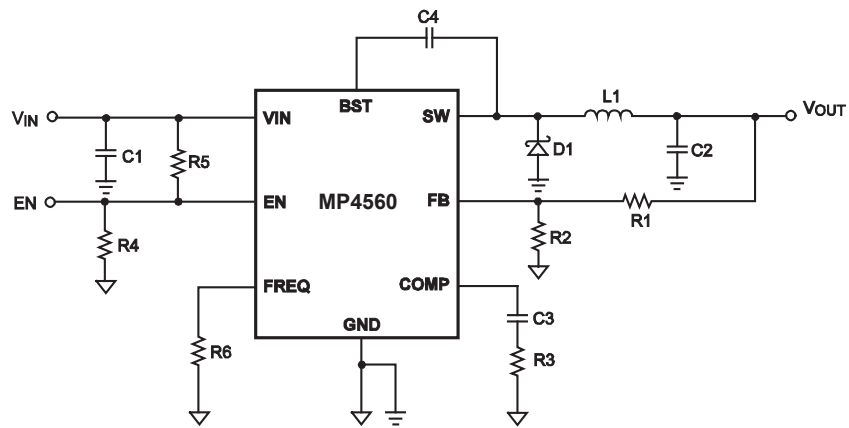 C4
BST
VIN
VIN
SW
L1
VOUT
C1
R5
D1
C2
EN
EN
MP4560
FB
R1
R4
R2
FREQ
COMP
GND
C3
R6
R3